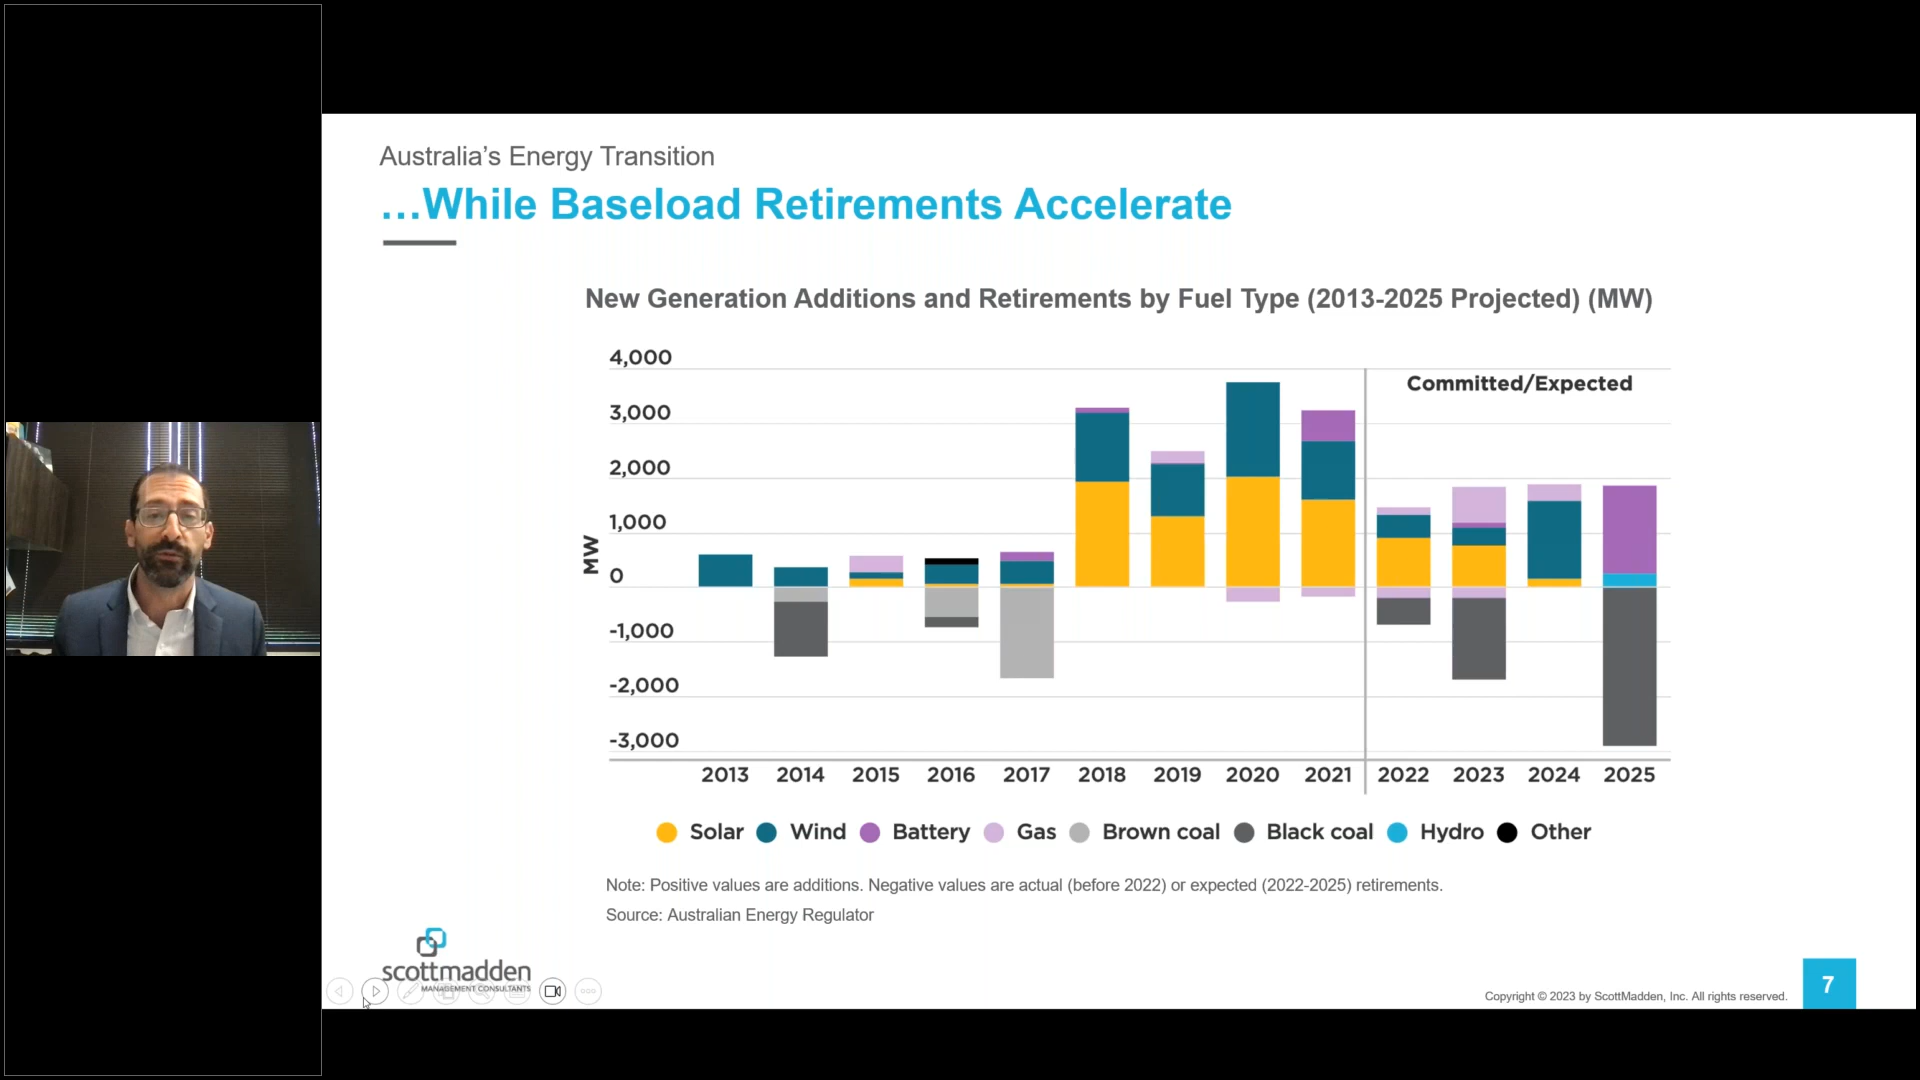 Australia’s Energy Transition
…While Baseload Retirements Accelerate
New Generation Additions and Retirements by Fuel Type (2013-2025 Projected) (MW)
4,000
3,000
2,000
1,000
0
-1,000
-2,000
-3,000
MW
Committed/Expected
2013 2014 2015 2016 2017 2018 2019 2020 2021 2022 2023 2024 2025
Solar Wind Battery Gas Brown coal Black coal Hydro Other
Note: Positive values are additions. Negative values are actual (before 2022) or expected (2022-2025) retirements.
Source: Australian Energy Regulator
scottmadden
MANAGEMENT CONSULTANTS
Copyright © 2023 by ScottMadden, Inc. All rights reserved.
7